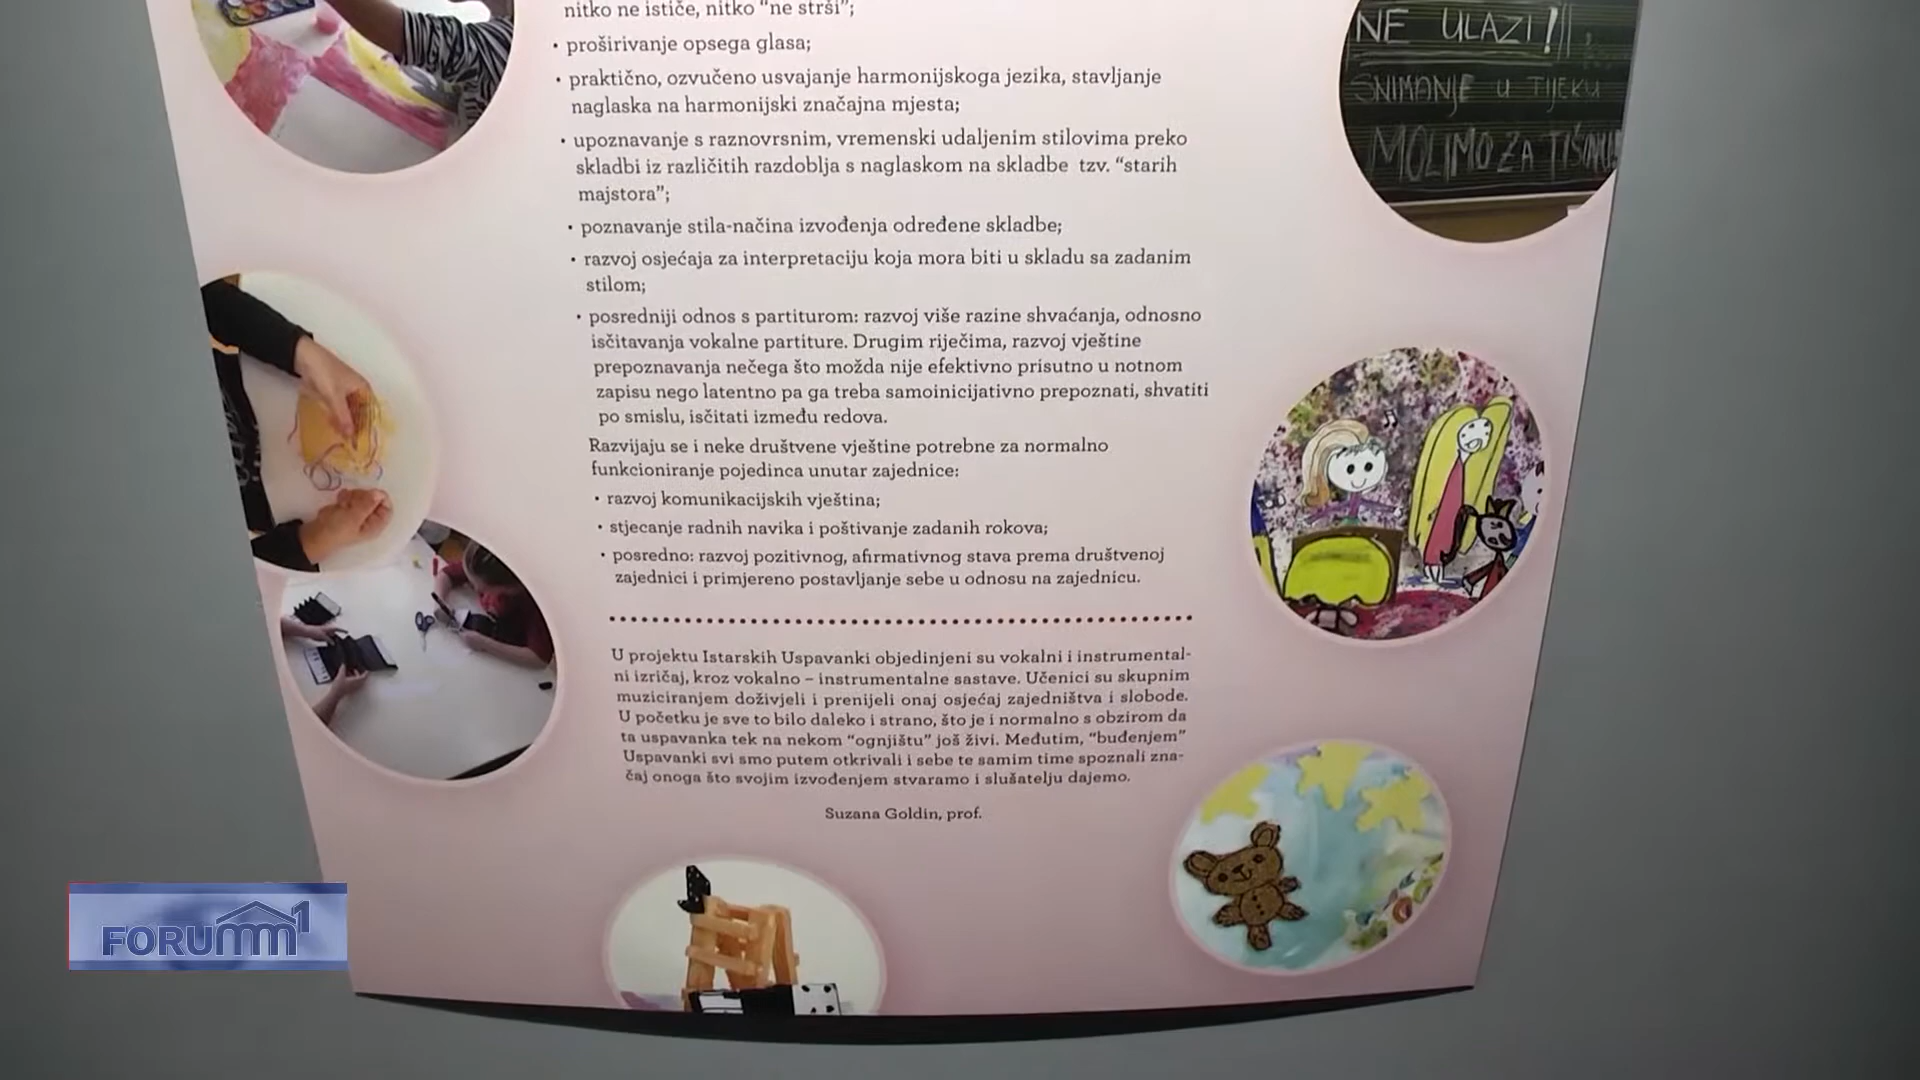 nitko ne ističe, nitko “ne strši”;
• proširivanje opsega glasa;
• praktično, ozvučeno usvajanje harmonijskoga jezika, stavljanje
naglaska na harmonijski značajna mjesta;
• upoznavanje s raznovrsnim, vremenski udaljenim stilovima preko
skladbi iz različitih razdoblja s naglaskom na skladbe tzv. “starih
majstora”;
• poznavanje stila-načina izvođenja određene skladbe;
• razvoj osjećaja za interpretaciju koja mora biti u skladu sa zadanim
stilom;
• posredniji odnos s partiturom: razvoj više razine shvaćanja, odnosno
isčitavanja vokalne partiture. Drugim riječima, razvoj vještine
prepoznavanja nečega što možda nije efektivno prisutno u notnom
zapisu nego latentno pa ga treba samoinicijativno prepoznati, shvatiti
po smislu, isčitati između redova.
Razvijaju se i neke društvene vještine potrebne za normalno
funkcioniranje pojedinca unutar zajednice:
• razvoj komunikacijskih vještina;
• stjecanje radnih navika i poštivanje zadanih rokova;
• posredno: razvoj pozitivnog, afirmativnog stava prema društvenoj
zajednici i primjereno postavljanje sebe u odnosu na zajednicu.
U projektu Istarskih Uspavanki objedinjeni su vokalni i instrumental-
ni izričaj, kroz vokalno – instrumentalne sastave. Učenici su skupnim
muziciranjem doživjeli i prenijeli onaj osjećaj zajedništva i slobode.
U početku je sve to bilo daleko i strano, što je i normalno s obzirom da
ta uspavanka tek na nekom “ognjištu” još živi. Međutim, “buđenjem”
Uspavanki svi smo putem otkrivali i sebe te samim time spoznali zna-
čaj onoga što svojim izvođenjem stvaramo i slušatelju dajemo.
Suzana Goldin, prof.
NE ULAZI!
SNIMANJE U TIJEKU
MOLIMO ZA TIŠINU
FORUM 1